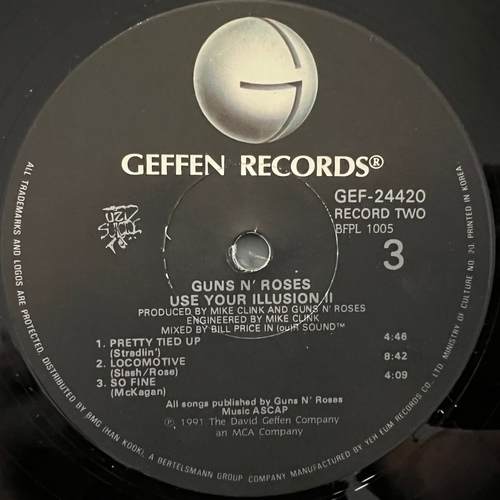 GEFFEN RECORDS®
GEF-24420
RECORD TWO
BFPL 1005
3
GUNS N' ROSES
USE YOUR ILLUSION II
PRODUCED BY MIKE CLINK AND GUNS N' ROSES
ENGINEERED BY MIKE CLINK
MIXED BY BILL PRICE IN (ouR SOUND™
1. PRETTY TIED UP 4:46
(Stradlin')
2. LOCOMOTIVE 8:42
(Slash/Rose)
3. SO FINE 4:09
(McKagan)
All songs published by Guns N' Roses
Music ASCAP
℗ 1991 The David Geffen Company
an MCA Company
ALL TRADEMARKS AND LOGOS ARE PROTECTED. DISTRIBUTED BY BMG (HAN KOOK), A BERTELSMANN GROUP COMPANY MANUFACTURED BY YEH EUM RECORDS CO. LTD. MINISTRY OF CULTURE NO. 20. PRINTED IN KOREA.